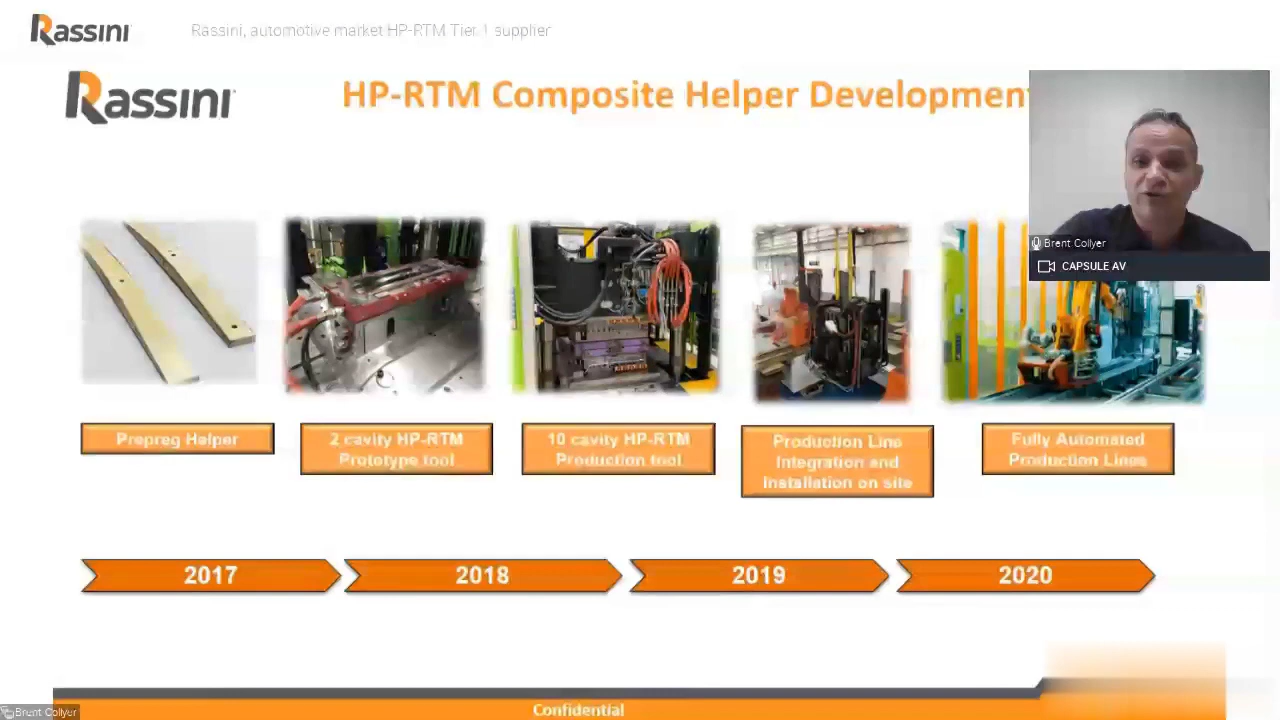 Rassini
Rassini, automotive market HP-RTM Tier 1 supplier
Rassini
HP-RTM Composite Helper Development
Brent Collyer
CAPSULE AV
Prepreg Helper
2 cavity HP-RTM
Prototype tool
10 cavity HP-RTM
Production tool
Production Line
Integration and
Installation on site
Fully Automated
Production Lines
2017
2018
2019
2020
Confidential
Brent Collyer